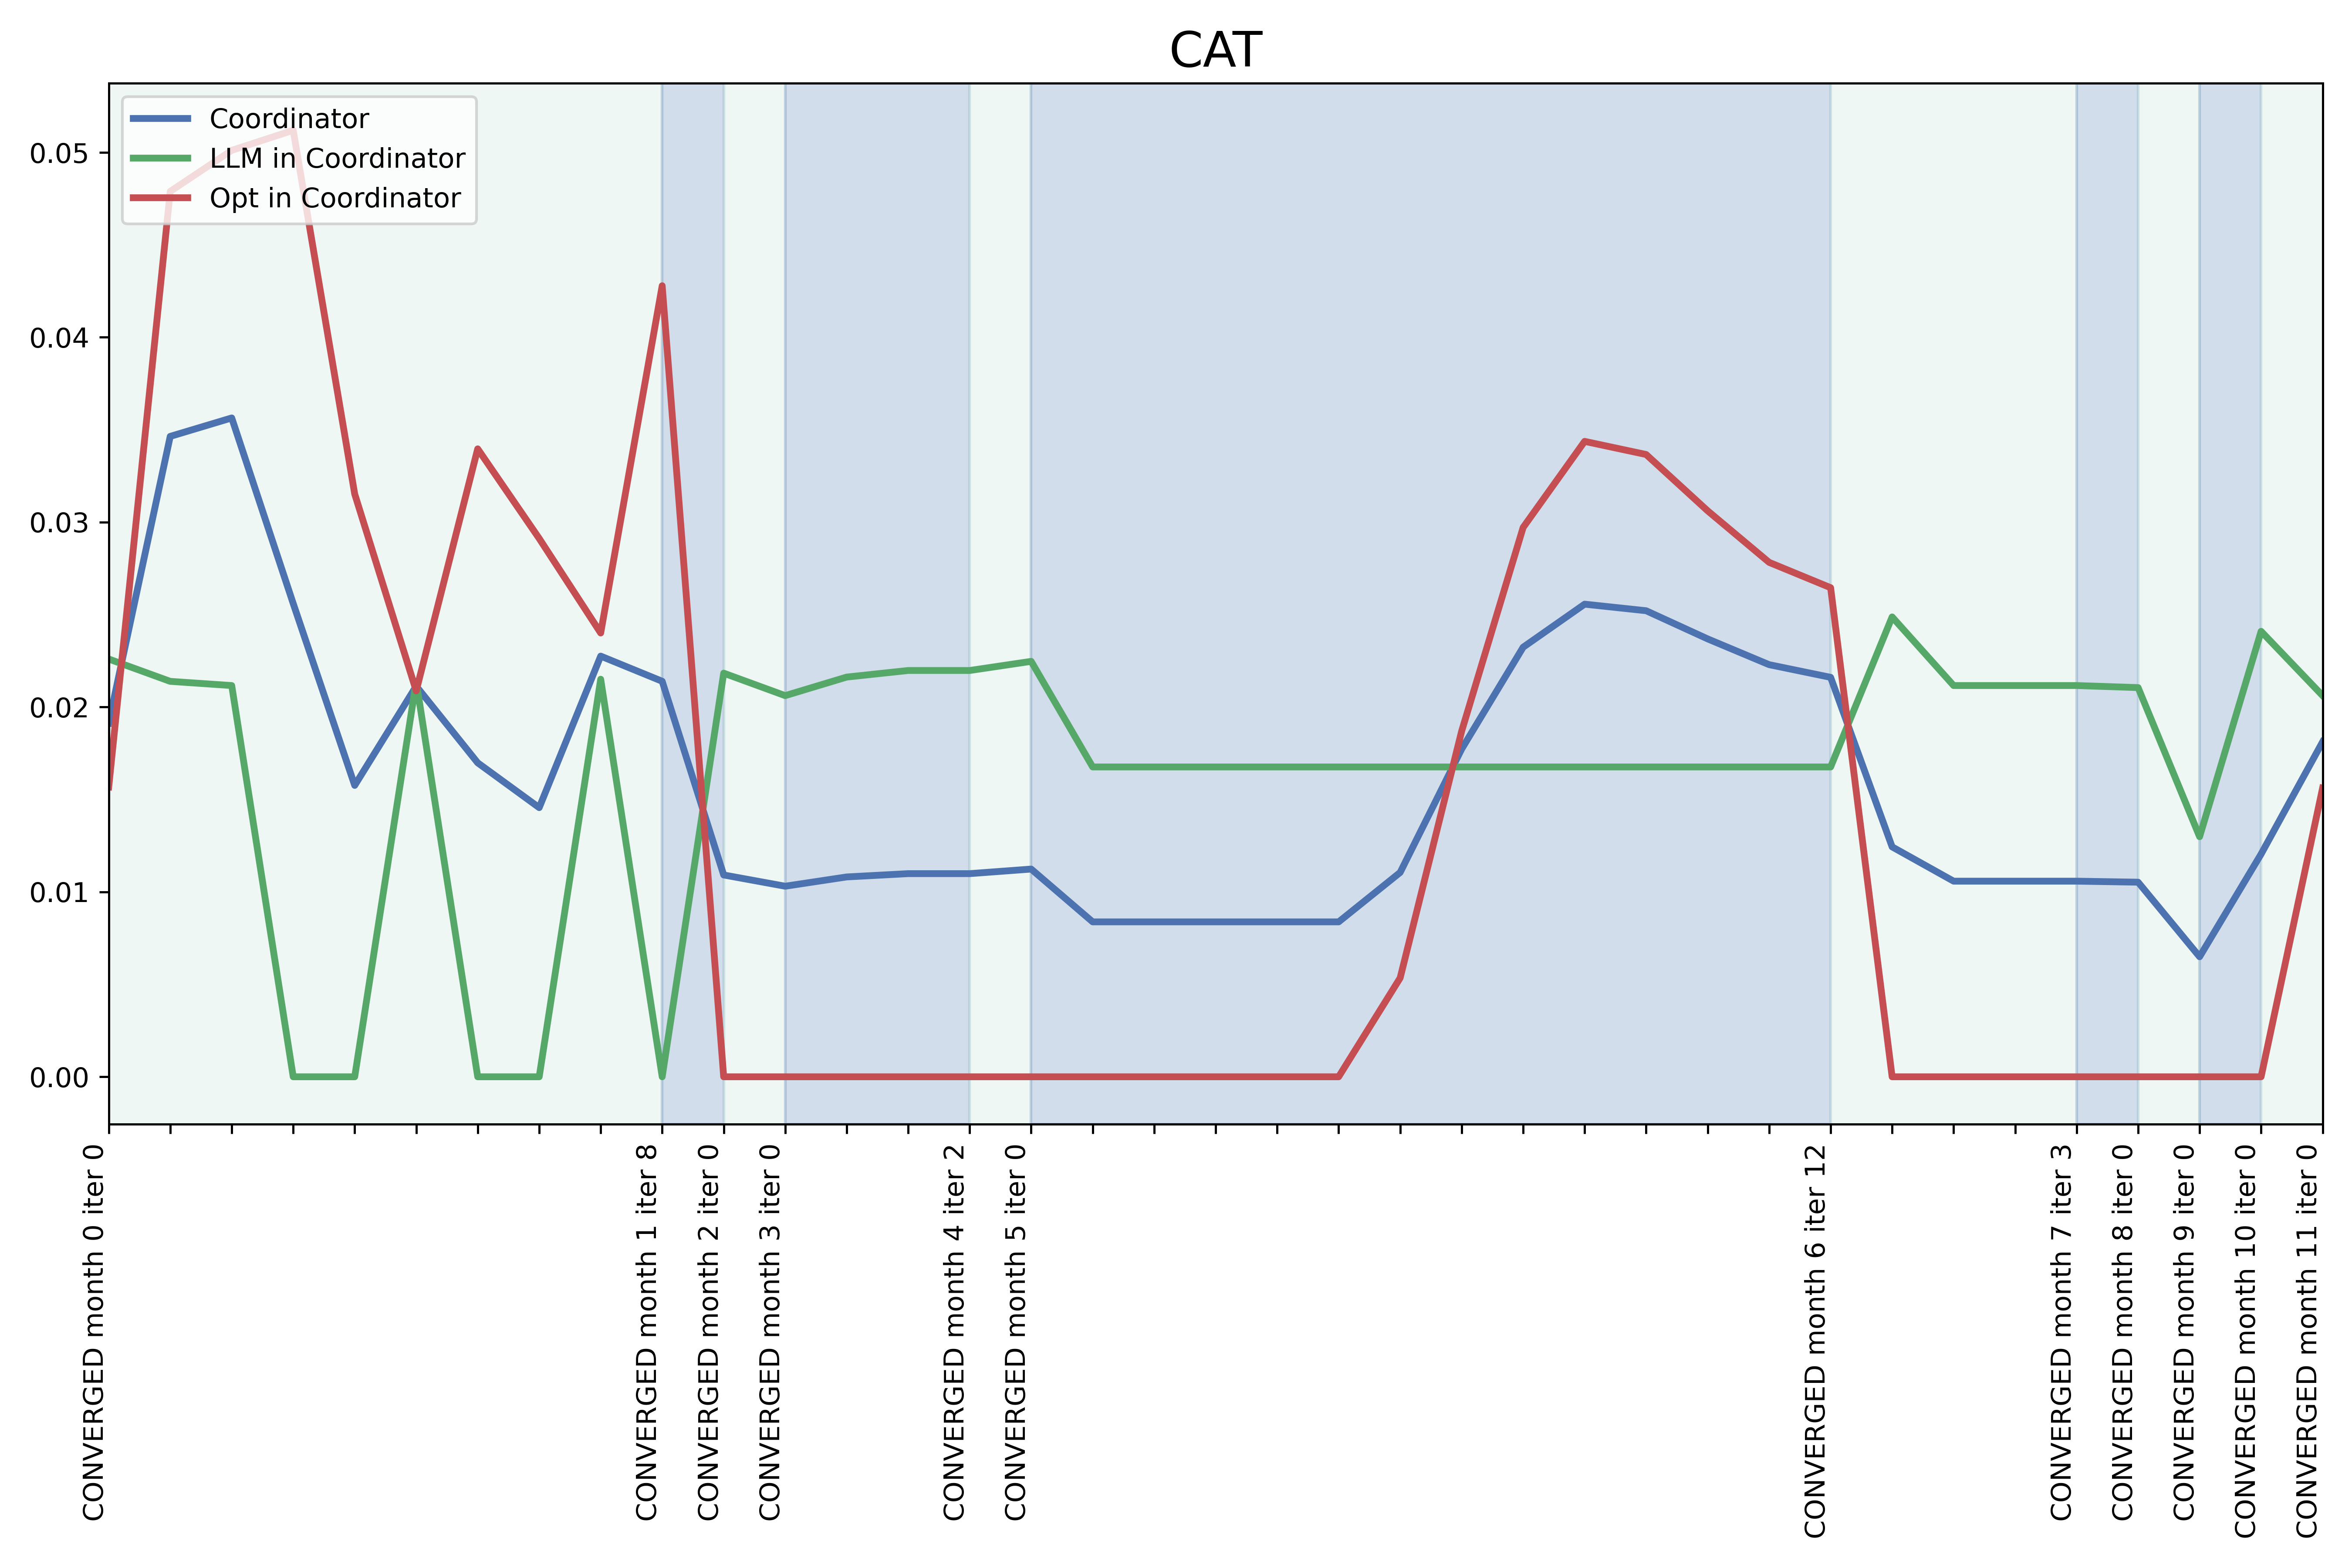 CAT
Coordinator
LLM in Coordinator
Opt in Coordinator
0.05
0.04
0.03
0.02
0.01
0.00
CONVERGED month 0 iter 0
CONVERGED month 1 iter 8
CONVERGED month 2 iter 0
CONVERGED month 3 iter 0
CONVERGED month 4 iter 2
CONVERGED month 5 iter 0
CONVERGED month 6 iter 12
CONVERGED month 7 iter 3
CONVERGED month 8 iter 0
CONVERGED month 9 iter 0
CONVERGED month 10 iter 0
CONVERGED month 11 iter 0